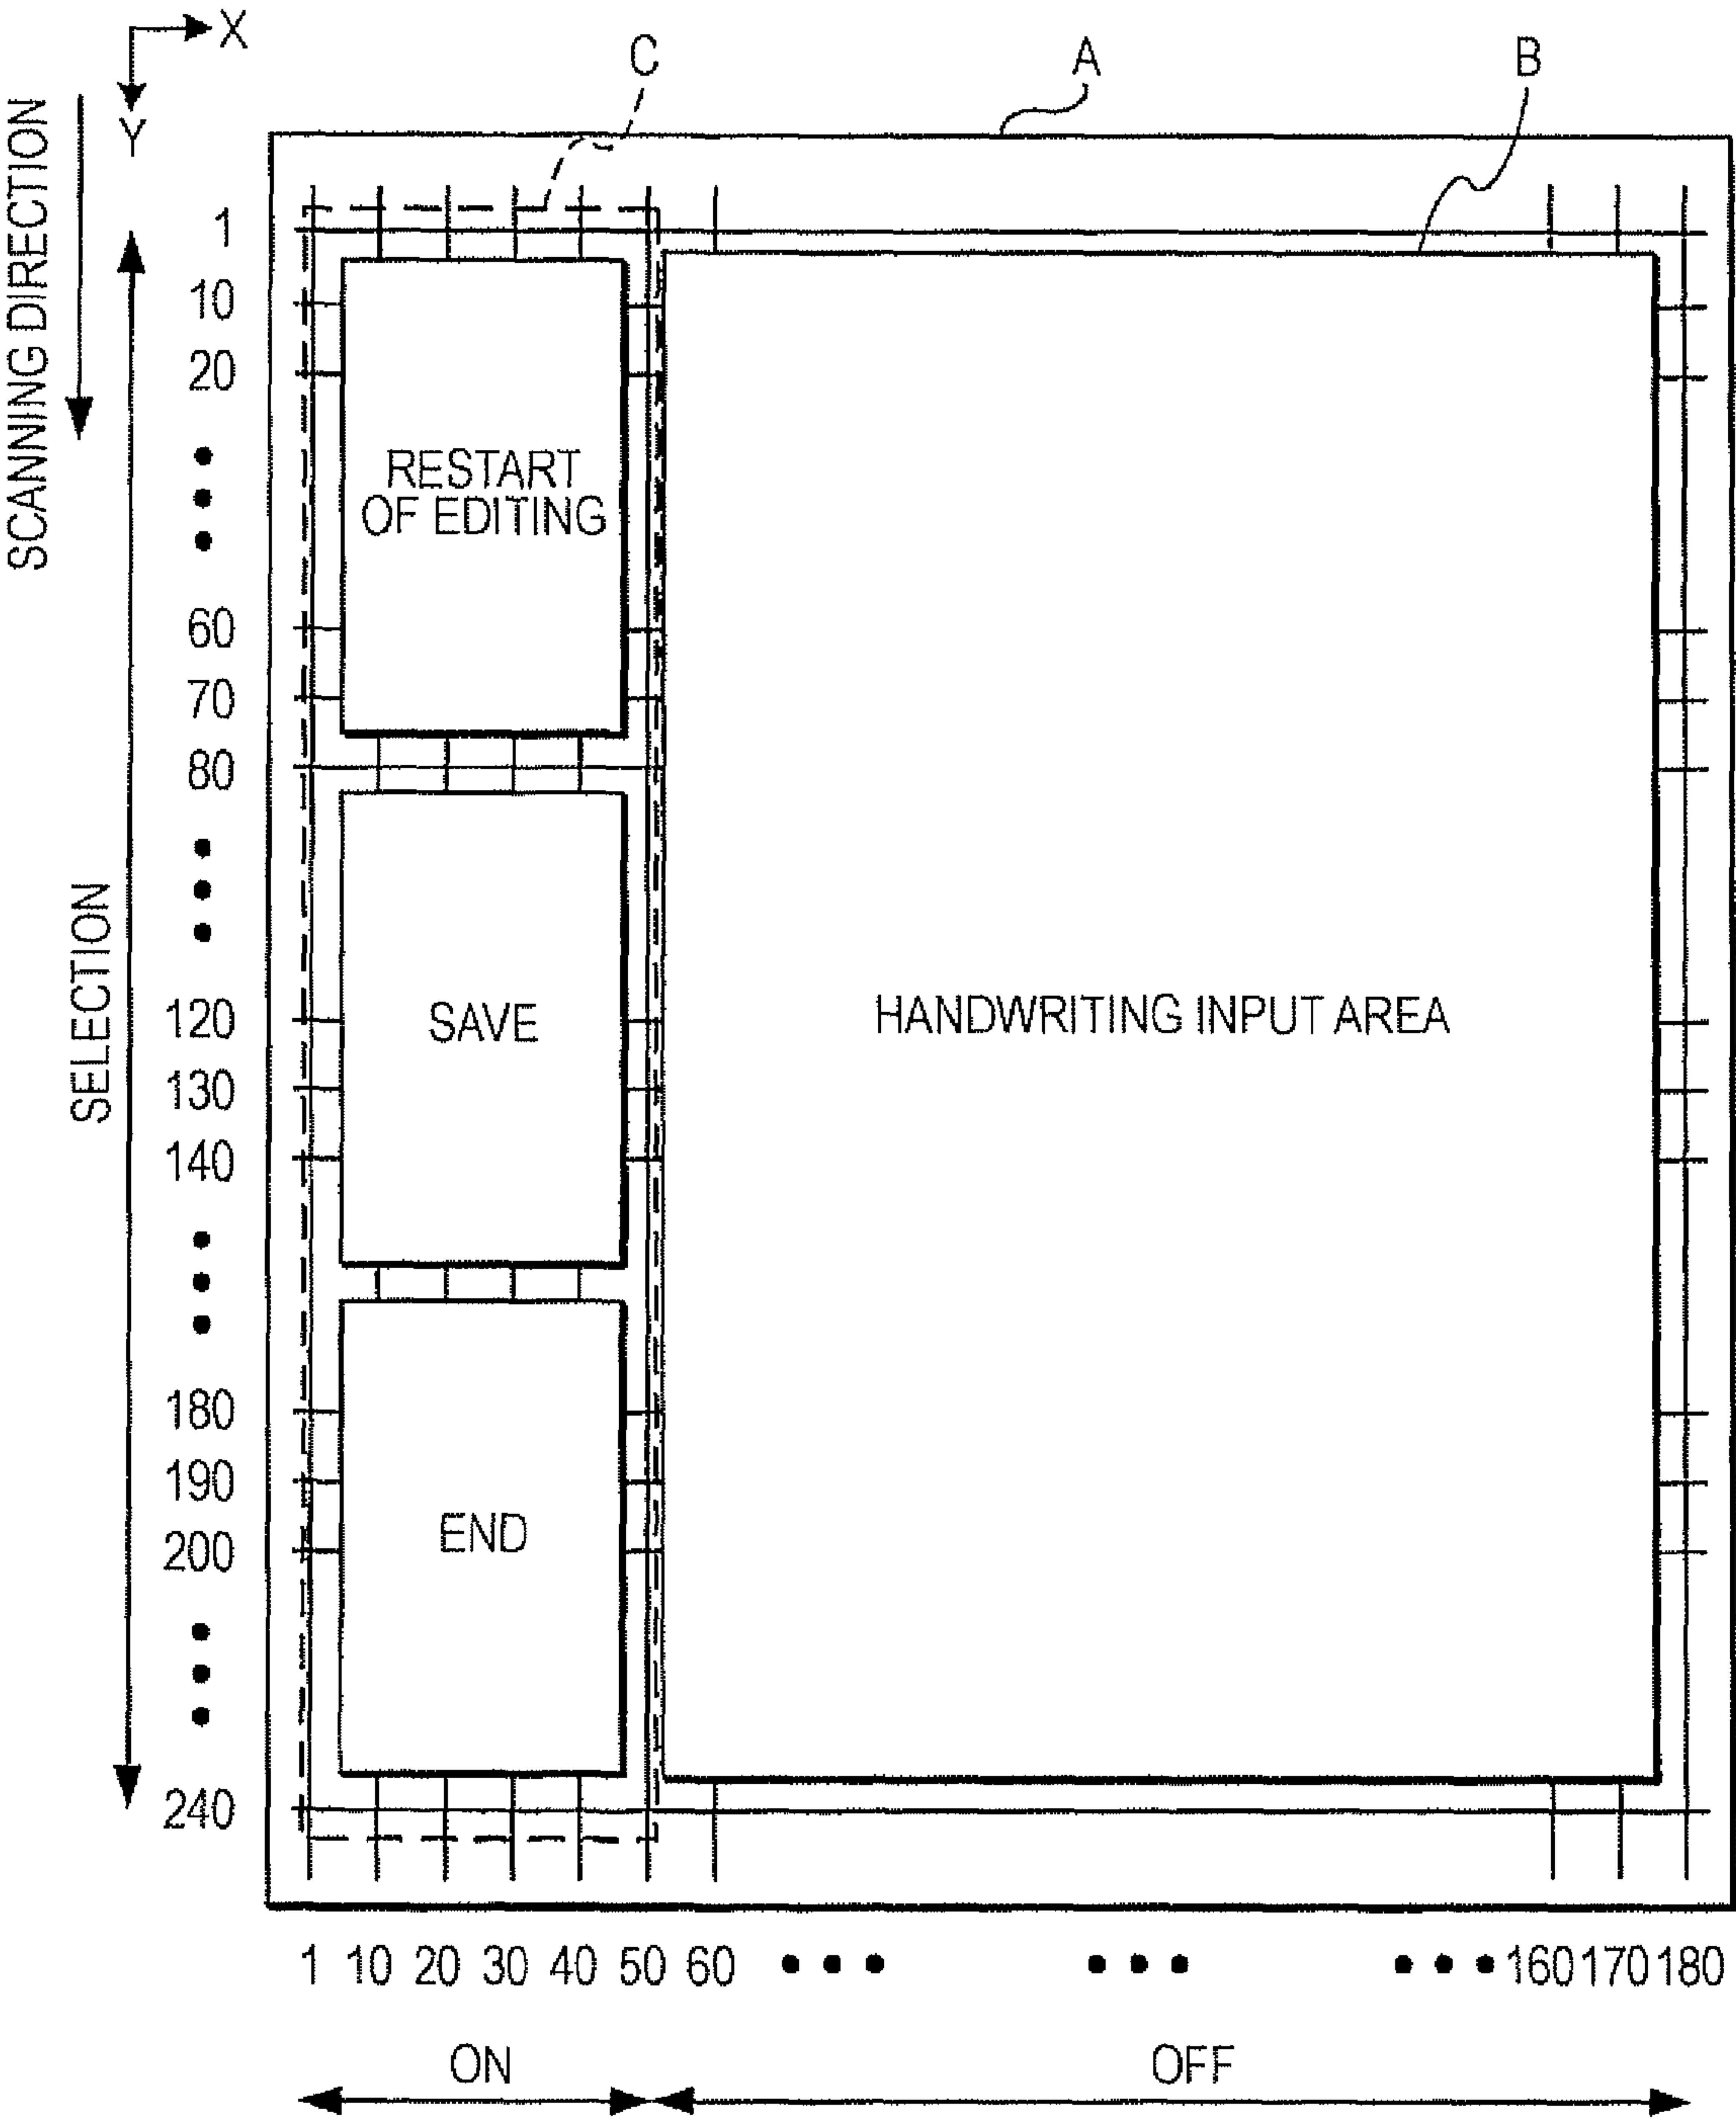 X
Y
C
A
B
SCANNING DIRECTION
SELECTION
1
10
20
60
70
80
120
130
140
180
190
200
240
RESTART
OF EDITING
SAVE
END
HANDWRITING INPUT AREA
1 10 20 30 40 50 60 160 170 180
ON OFF